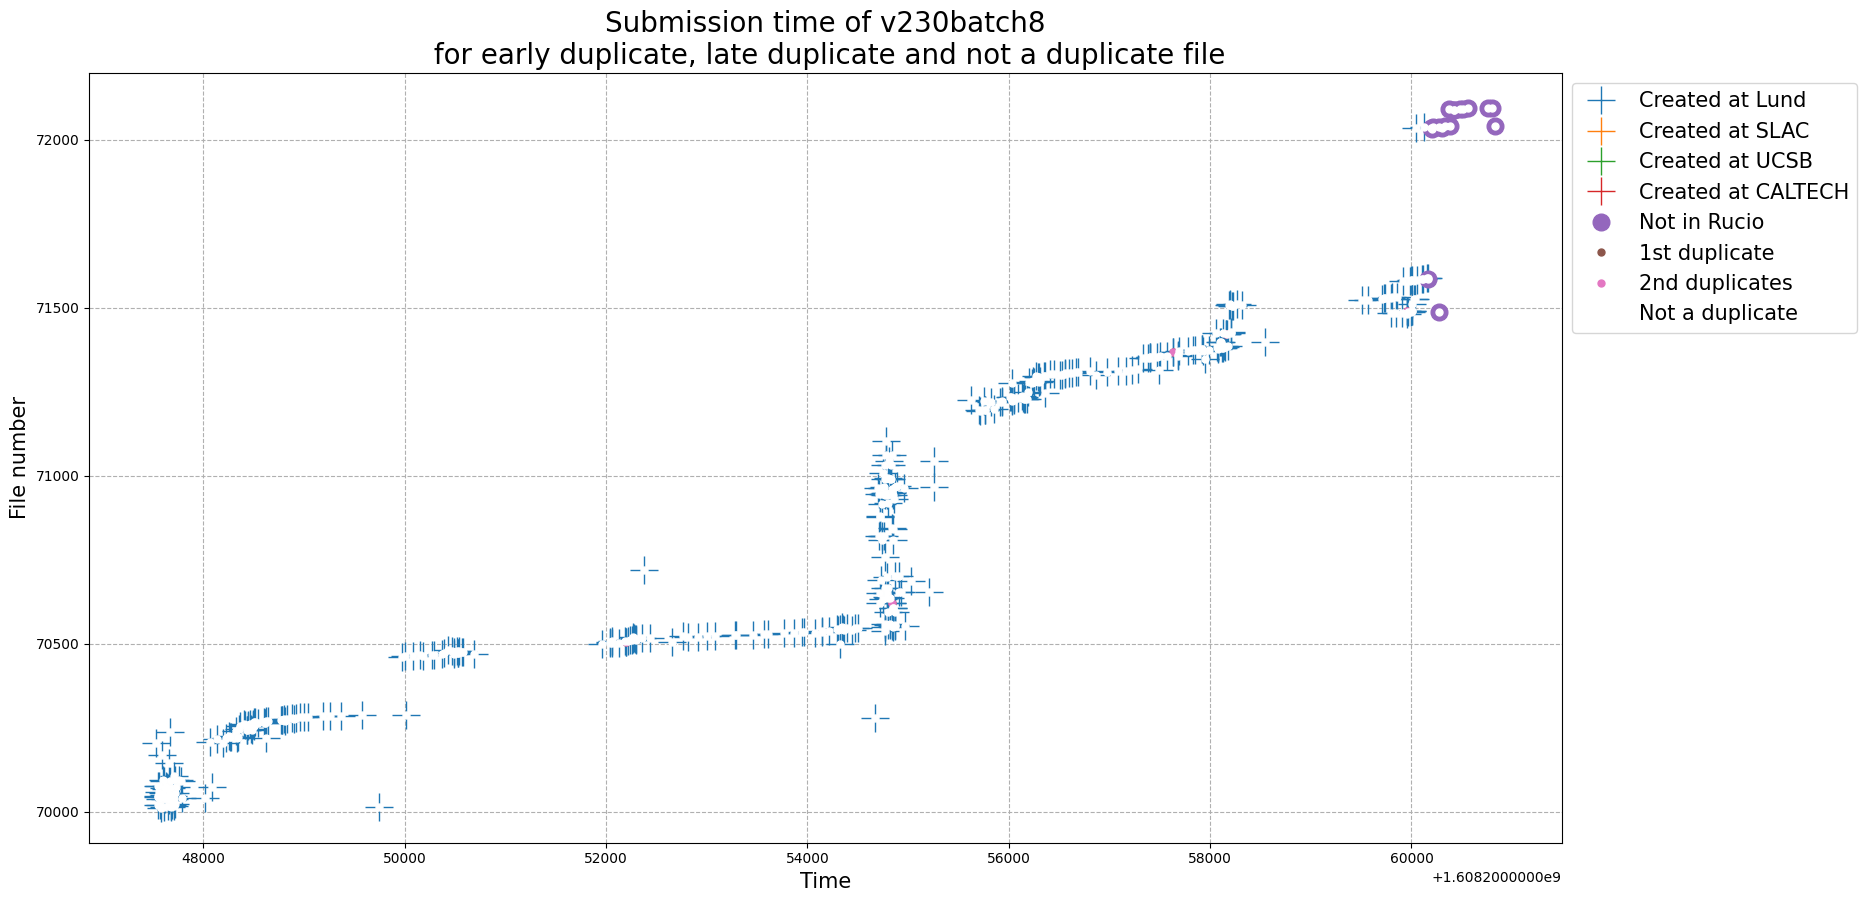 Submission time of v230batch8
for early duplicate, late duplicate and not a duplicate file
Created at Lund
Created at SLAC
Created at UCSB
Created at CALTECH
Not in Rucio
1st duplicate
2nd duplicates
Not a duplicate
File number
72000
71500
71000
70500
70000
48000 50000 52000 54000 56000 58000 60000
Time
+1.6082000000e9